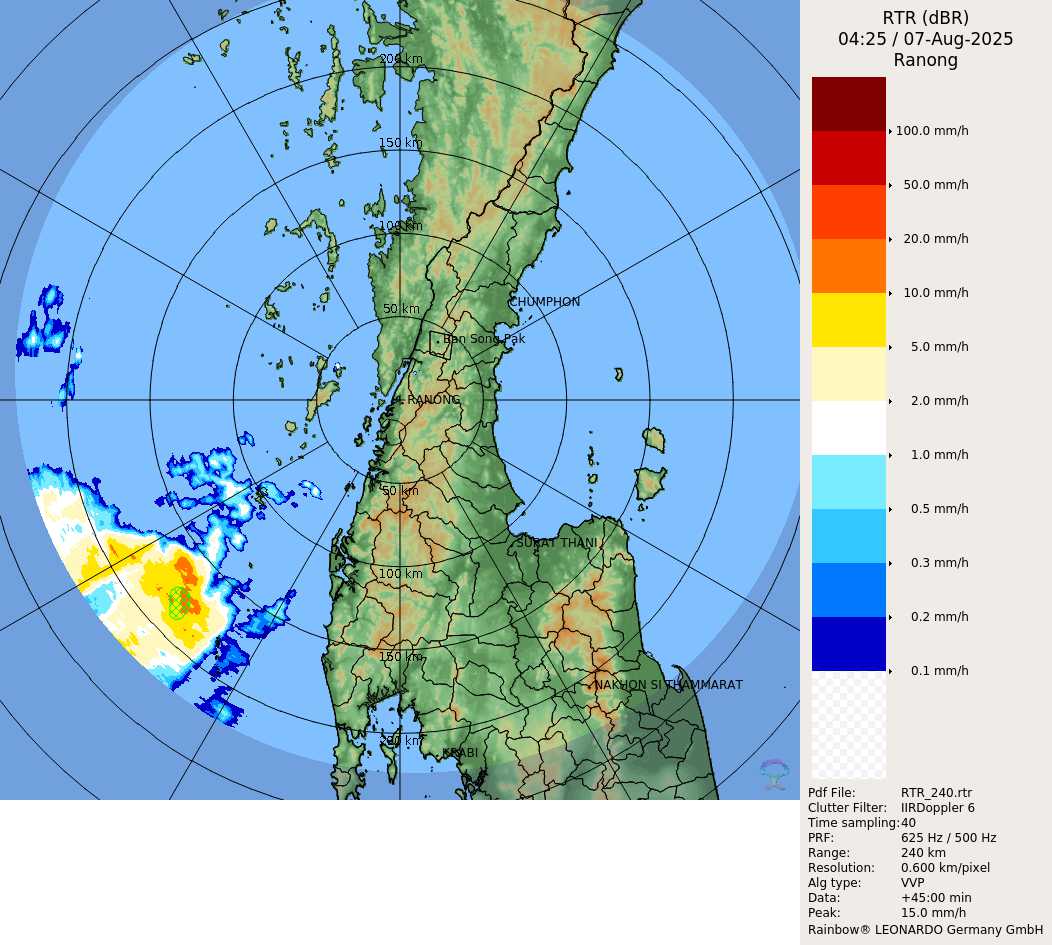 RTR (dBR)
04:25 / 07-Aug-2025
Ranong
100.0 mm/h
50.0 mm/h
20.0 mm/h
10.0 mm/h
5.0 mm/h
2.0 mm/h
1.0 mm/h
0.5 mm/h
0.3 mm/h
0.2 mm/h
0.1 mm/h
200 km
150 km
100 km
50 km
CHUMPHON
Ban Song Pak
RANONG
50 km
SURAT THANI
100 km
150 km
NAKHON SI THAMMARAT
200 km
KRABI
Pdf File: RTR_240.rtr
Clutter Filter: IIRDoppler 6
Time sampling: 40
PRF: 625 Hz / 500 Hz
Range: 240 km
Resolution: 0.600 km/pixel
Alg type: VVP
Data: +45:00 min
Peak: 15.0 mm/h
Rainbow® LEONARDO Germany GmbH